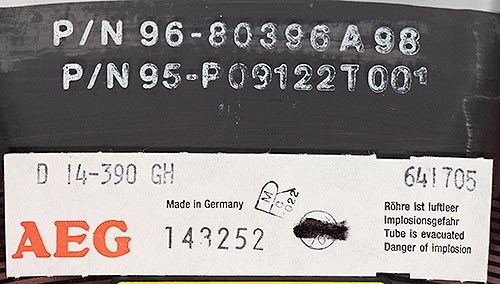 P/N 96-80396A98
P/N 95-P09122T001
D 14-390 GH
641705
Made in Germany
M
C
022
AEG
143252
Röhre ist luftleer
Implosionsgefahr
Tube is evacuated
Danger of implosion